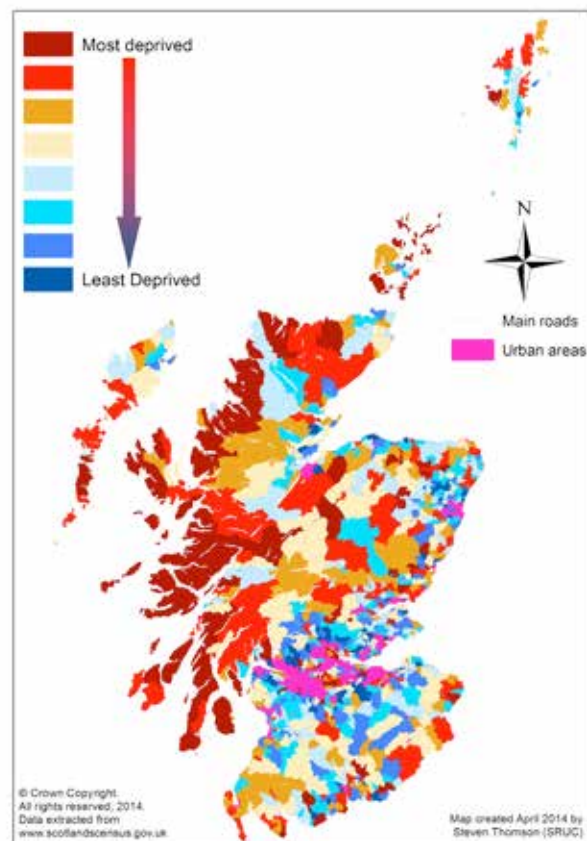 Most deprived
Least Deprived
N
Main roads
Urban areas
© Crown Copyright.
All rights reserved, 2014.
Data extracted from
www.scotlandscensus.gov.uk
Map created April 2014 by
Steven Thomson (SRUC)